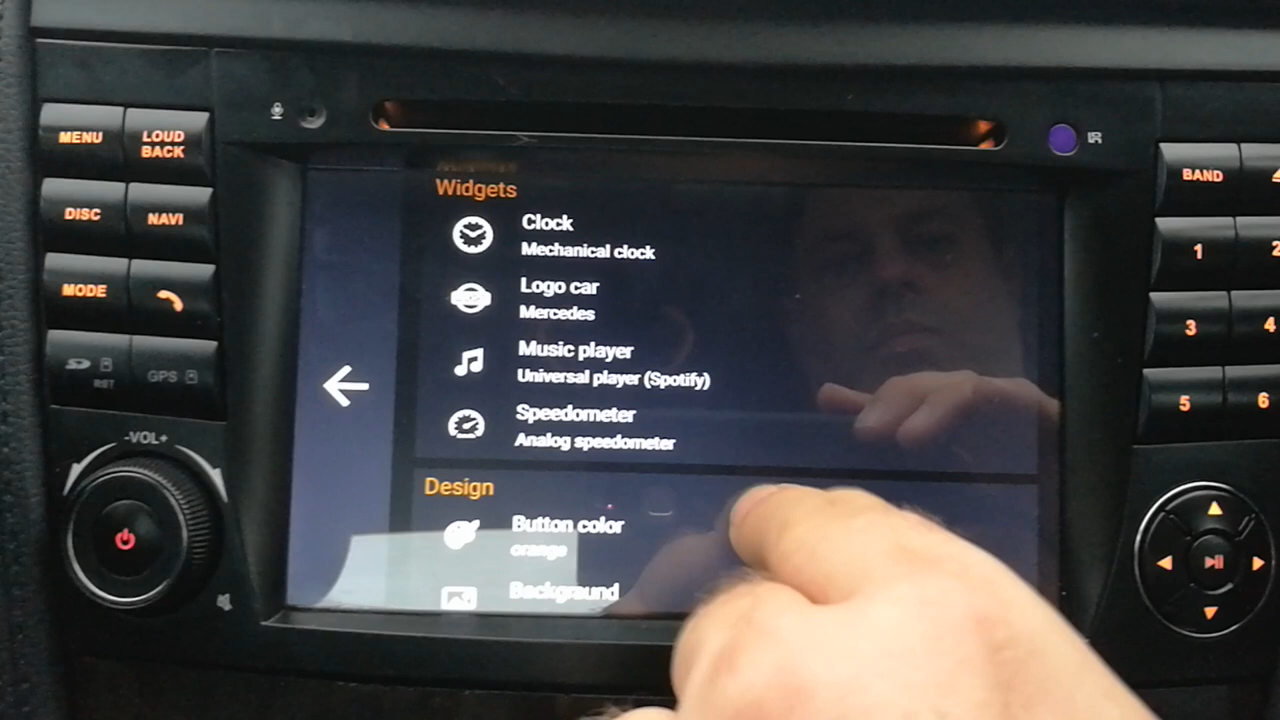 MENU
LOUD
BACK
DISC
NAVI
MODE
RST
GPS
-VOL+
IR
Widgets
Clock
Mechanical clock
Logo car
Mercedes
Music player
Universal player (Spotify)
Speedometer
Analog speedometer
Design
Button color
orange
Background
BAND
1
2
3
4
5
6